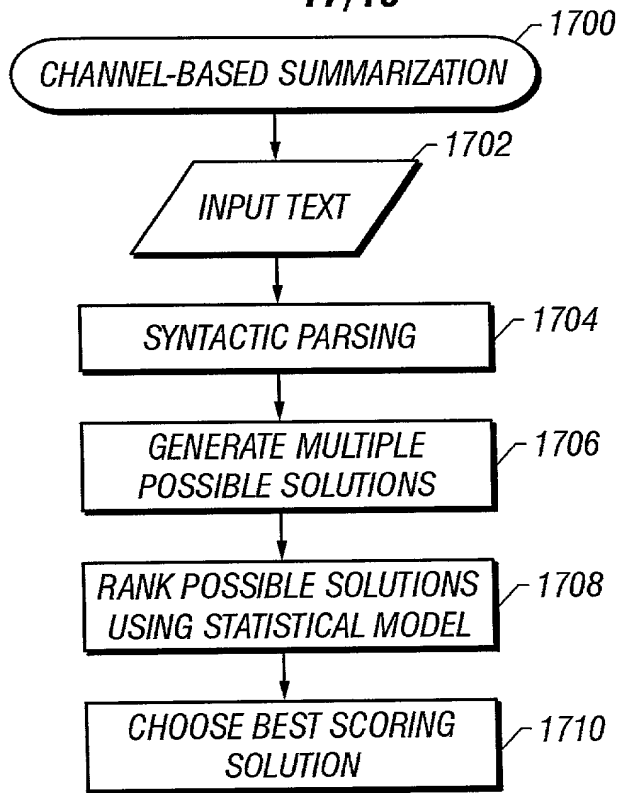 1700
CHANNEL-BASED SUMMARIZATION
1702
INPUT TEXT
SYNTACTIC PARSING
1704
GENERATE MULTIPLE
POSSIBLE SOLUTIONS
1706
RANK POSSIBLE SOLUTIONS
USING STATISTICAL MODEL
1708
CHOOSE BEST SCORING
SOLUTION
1710